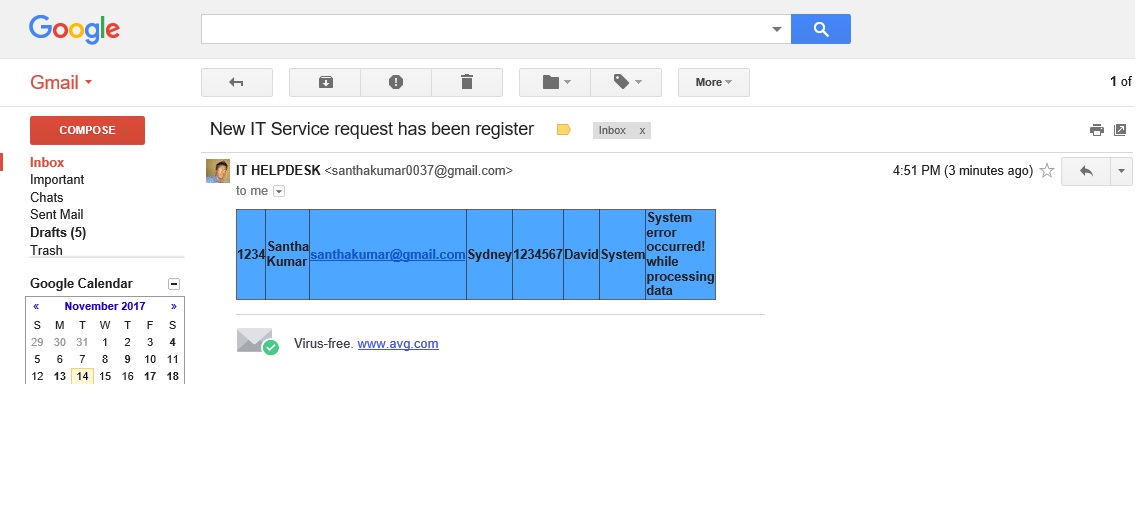 Google
Gmail
More
1 of
COMPOSE
New IT Service request has been register
Inbox x
Inbox
Important
Chats
Sent Mail
Drafts (5)
Trash
IT HELPDESK <santhakumar0037@gmail.com>
4:51 PM (3 minutes ago)
to me
1234
Santha
Kumar
santhakumar@gmail.com
Sydney
1234567
David
System
System
error
occurred!
while
processing
data
Virus-free. www.avg.com
Google Calendar
« November 2017 »
S M T W T F S
29 30 31 1 2 3 4
5 6 7 8 9 10 11
12 13 14 15 16 17 18